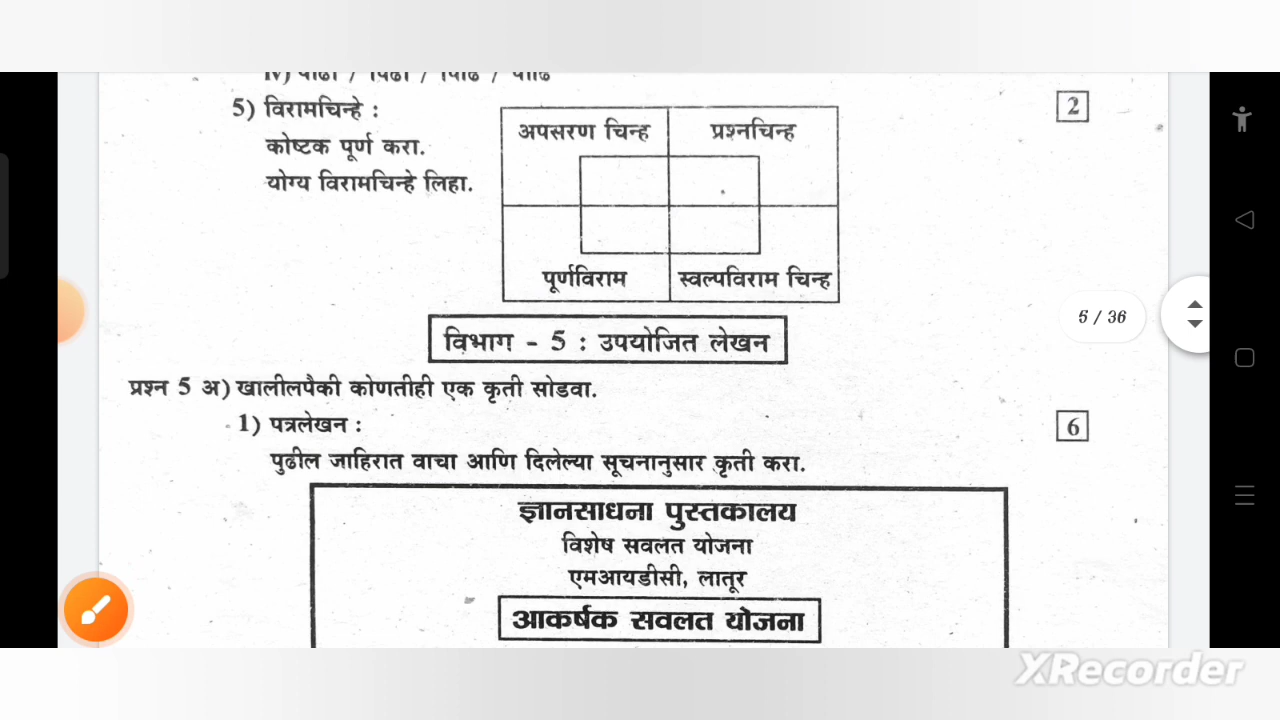 5) विरामचिन्हे :
2
कोष्टक पूर्ण करा.
योग्य विरामचिन्हे लिहा.
अपसरण चिन्ह
प्रश्नचिन्ह
पूर्णविराम
स्वल्पविराम चिन्ह
विभाग - 5 : उपयोजित लेखन
5 / 36
प्रश्न 5 अ) खालीलपैकी कोणतीही एक कृती सोडवा.
1) पत्रलेखन :
6
पुढील जाहिरात वाचा आणि दिलेल्या सूचनानुसार कृती करा.
ज्ञानसाधना पुस्तकालय
विशेष सवलत योजना
एमआयडीसी, लातूर
आकर्षक सवलत योजना
XRecorder